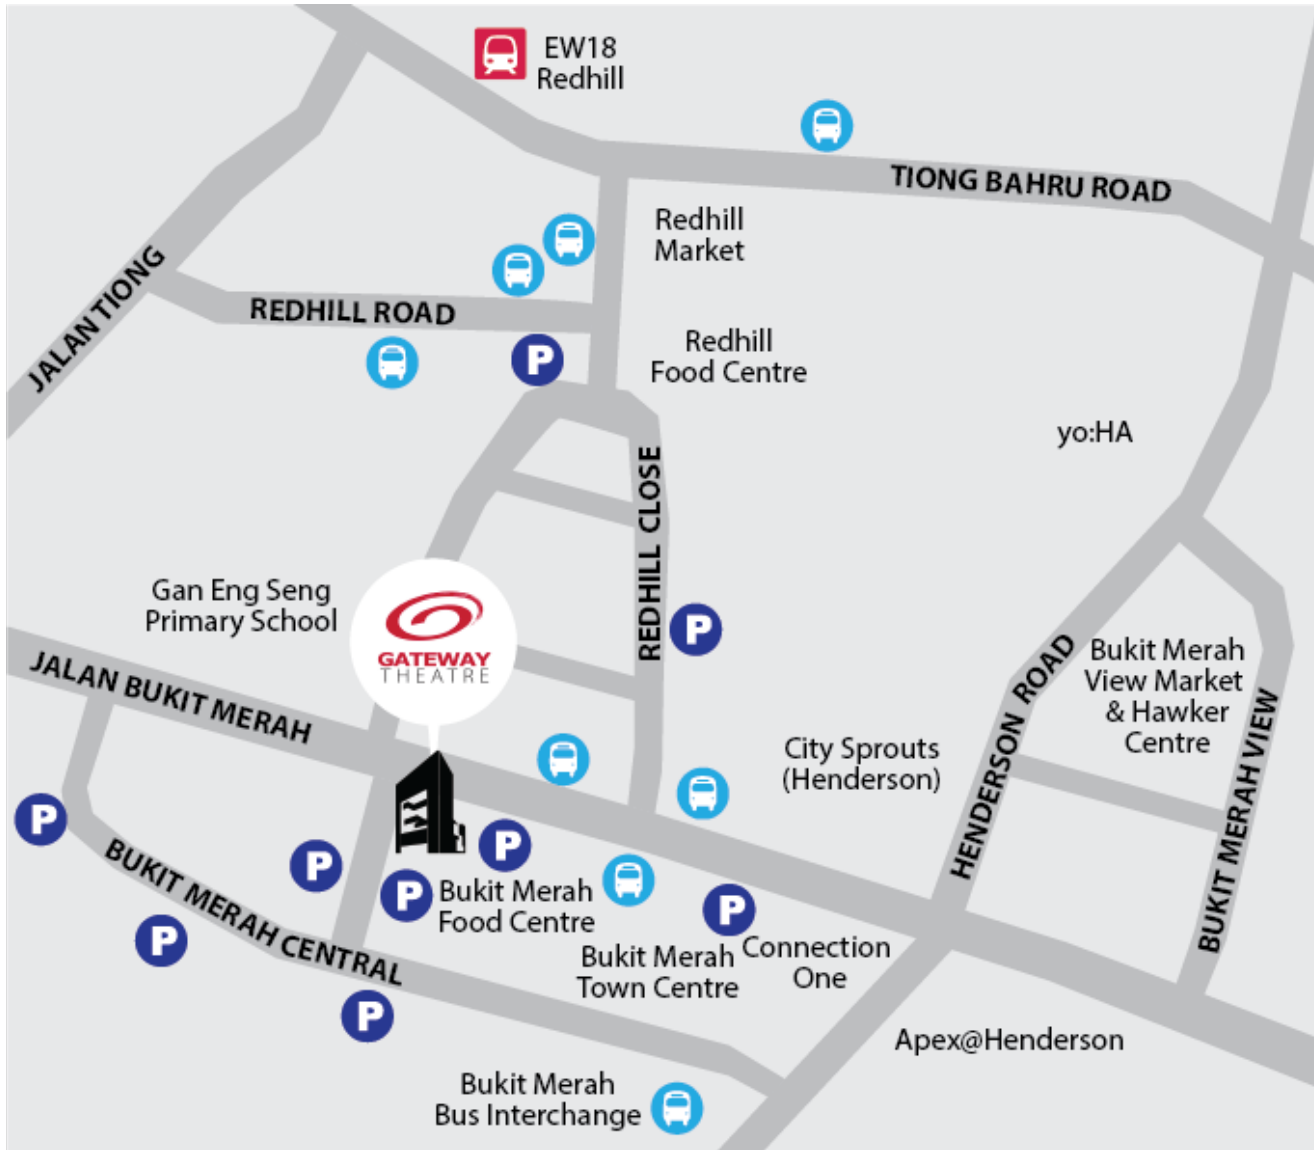 EW18
Redhill
TIONG BAHRU ROAD
Redhill
Market
JALAN TIONG
REDHILL ROAD
P
Redhill
Food Centre
yo:HA
REDHILL CLOSE
Gan Eng Seng
Primary School
GATEWAY
THEATRE
P
HENDERSON ROAD
Bukit Merah
View Market
& Hawker
Centre
JALAN BUKIT MERAH
BUKIT MERAH VIEW
City Sprouts
(Henderson)
P
P
P
P
Bukit Merah
Food Centre
P
BUKIT MERAH CENTRAL
P
Bukit Merah
Town Centre
Connection
One
P
Apex@Henderson
Bukit Merah
Bus Interchange